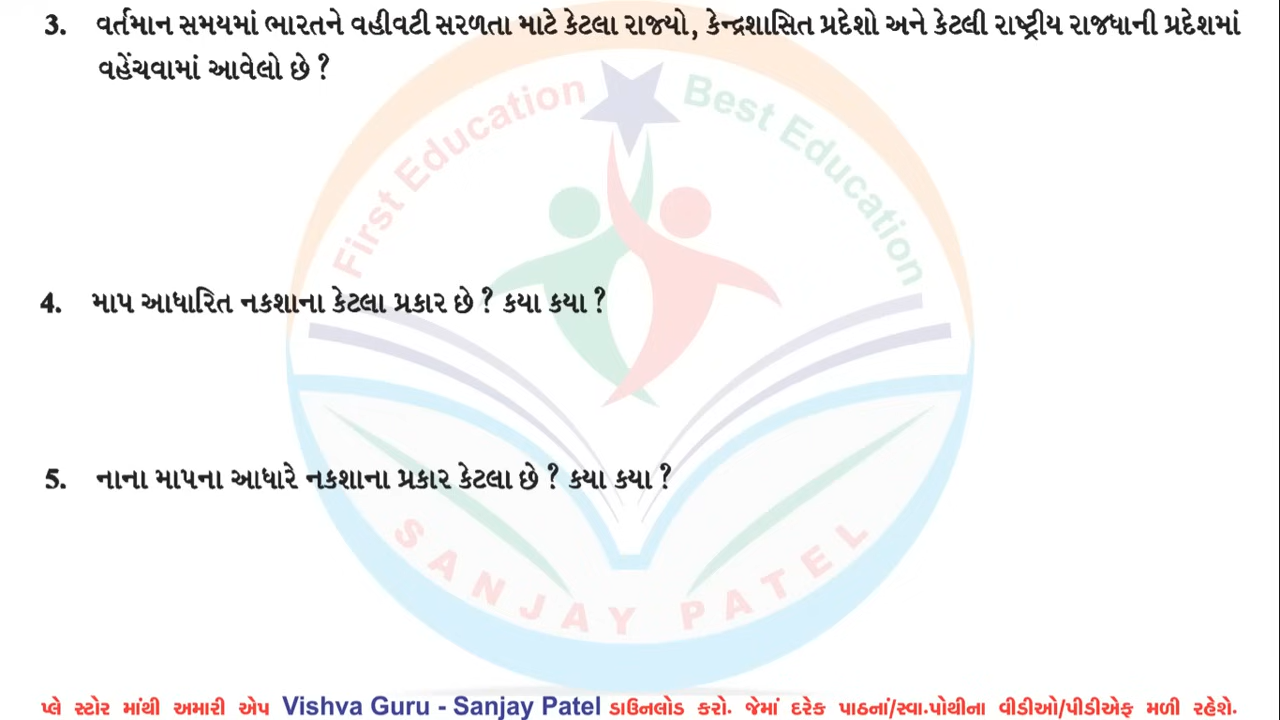 3. વર્તમાન સમયમાં ભારતને વહીવટી સરળતા માટે કેટલા રાજ્યો, કેન્દ્રશાસિત પ્રદેશો અને કેટલી રાષ્ટ્રીય રાજધાની પ્રદેશમાં
વહેંચવામાં આવેલો છે ?
First Education Best Education
4. માપ આધારિત નકશાના કેટલા પ્રકાર છે ? કયા કયા ?
5. નાના માપના આધારે નકશાના પ્રકાર કેટલા છે ? કયા કયા ?
SANJAY PATEL
પ્લે સ્ટોર માંથી અમારી એપ Vishva Guru - Sanjay Patel ડાઉનલોડ કરો. જેમાં દરેક પાઠનાં/સ્વા.પોથીના વીડીઓ/પીડીએફ મળી રહેશે.